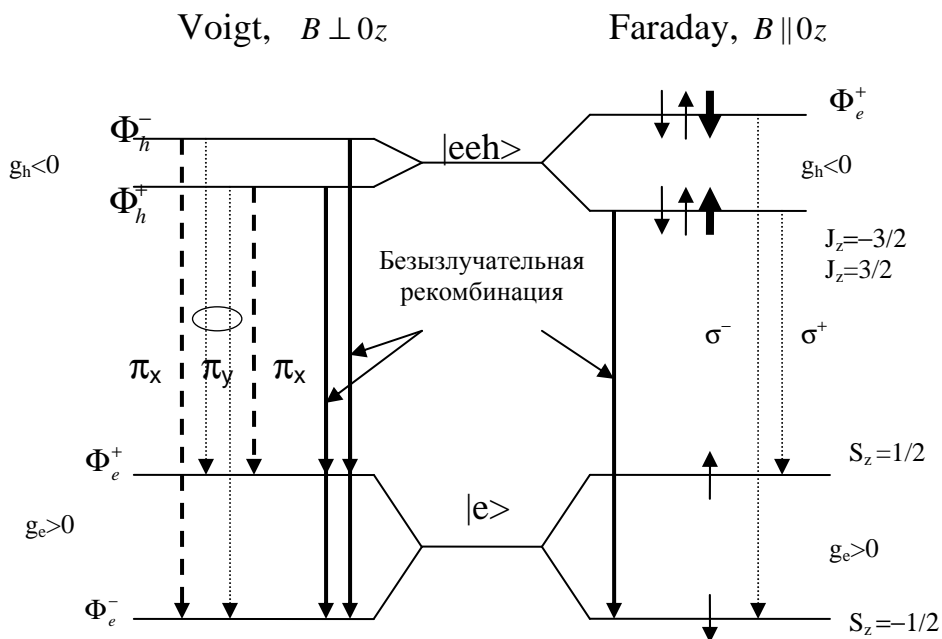 Voigt, B ⊥ 0z
Faraday, B || 0z
Φ_h^-
g_h<0
Φ_h^+
|eeh>
Φ_e^+
g_h<0
J_z=−3/2
J_z=3/2
Безызлучательная
рекомбинация
σ^-
σ^+
π_x
π_y
π_x
Φ_e^+
S_z=1/2
g_e>0
|e>
g_e>0
Φ_e^-
S_z=−1/2